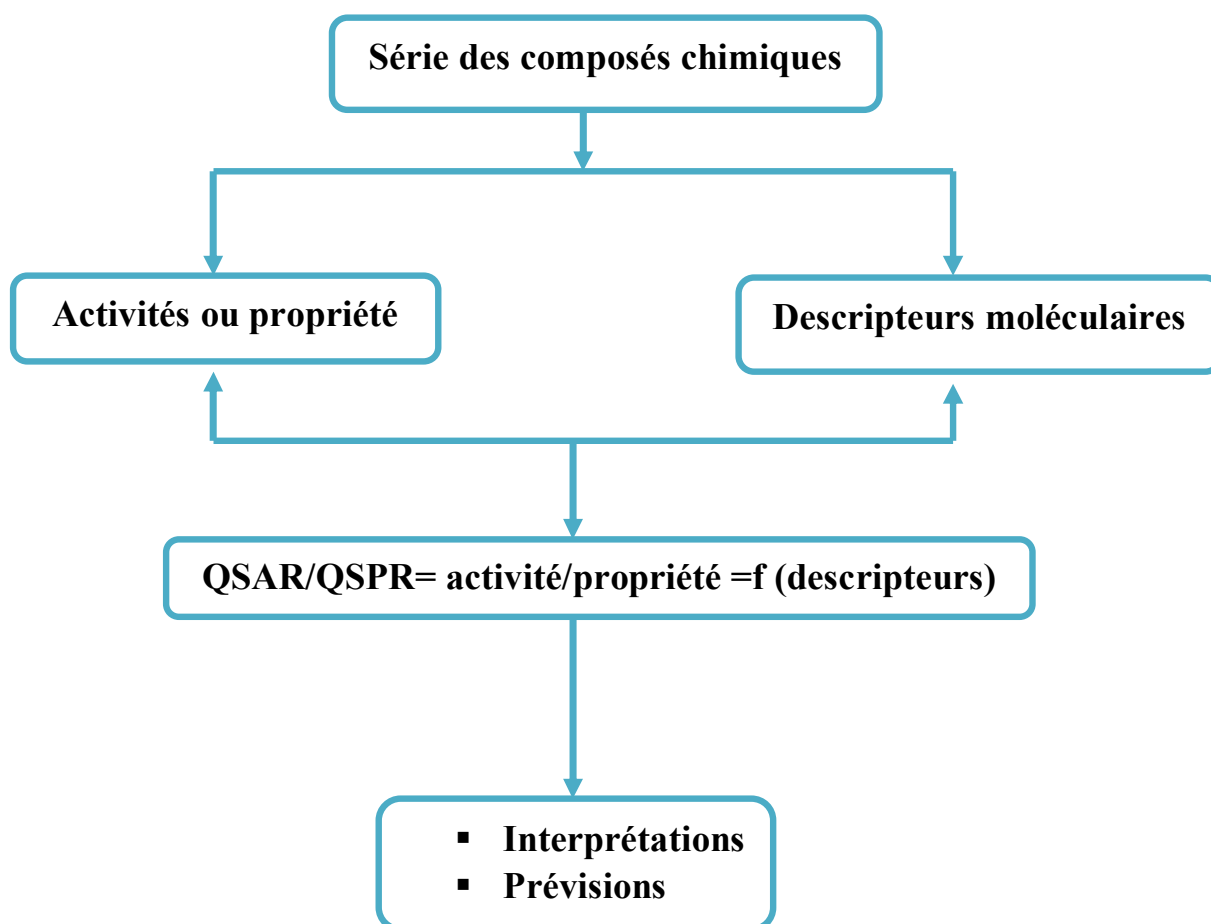 Série des composés chimiques
Activités ou propriété
Descripteurs moléculaires
QSAR/QSPR= activité/propriété =f (descripteurs)
▪ Interprétations
▪ Prévisions